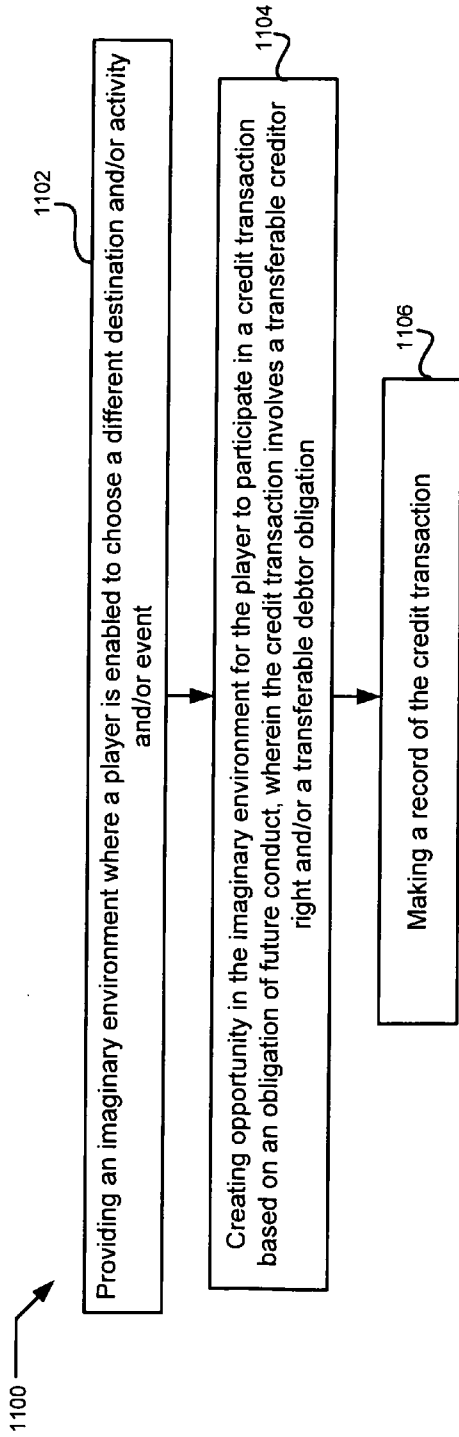 1100
1102
Providing an imaginary environment where a player is enabled to choose a different destination and/or activity
and/or event
1104
Creating opportunity in the imaginary environment for the player to participate in a credit transaction
based on an obligation of future conduct, wherein the credit transaction involves a transferable creditor
right and/or a transferable debtor obligation
1106
Making a record of the credit transaction